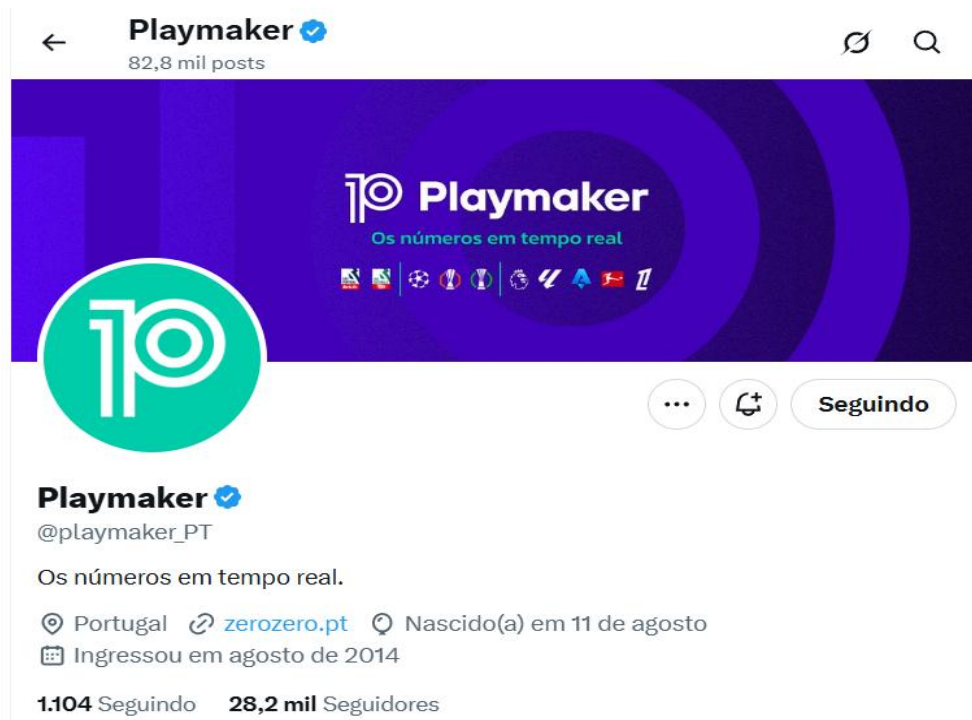 Playmaker
82,8 mil posts
10 Playmaker
Os números em tempo real
10
Seguindo
Playmaker
@playmaker_PT
Os números em tempo real.
Portugal zerozero.pt Nascido(a) em 11 de agosto
Ingressou em agosto de 2014
1.104 Seguindo 28,2 mil Seguidores